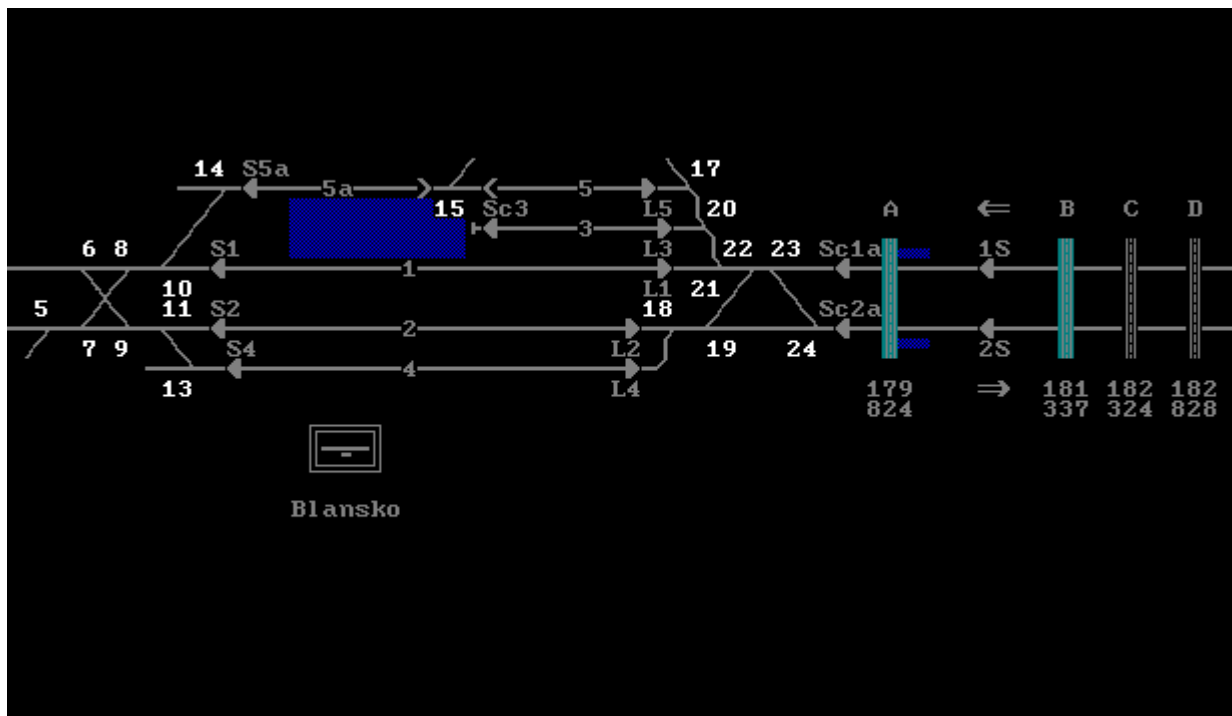 14 S5a 17
5a 5
15 Sc3 L5 20 A ⇐ B C D
3
6 8 S1 L3 22 23 Sc1a 1S
1
10 L1 21
5 11 S2 18 Sc2a
2
7 9 S4 L2 19 24 2S
4
13 L4 179 ⇒ 181 182 182
824 337 324 828
Blansko